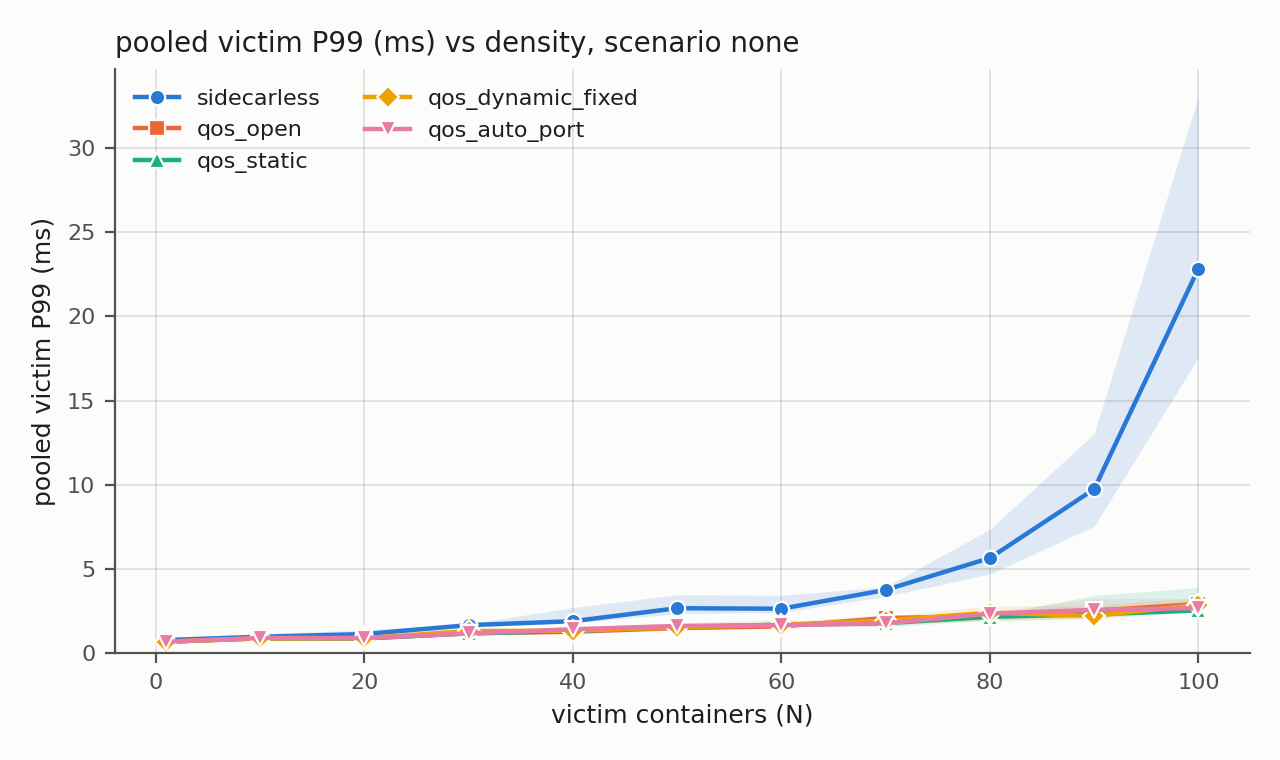 pooled victim P99 (ms) vs density, scenario none
sidecarless
qos_open
qos_static
qos_dynamic_fixed
qos_auto_port
pooled victim P99 (ms)
30
25
20
15
10
5
0
0 20 40 60 80 100
victim containers (N)